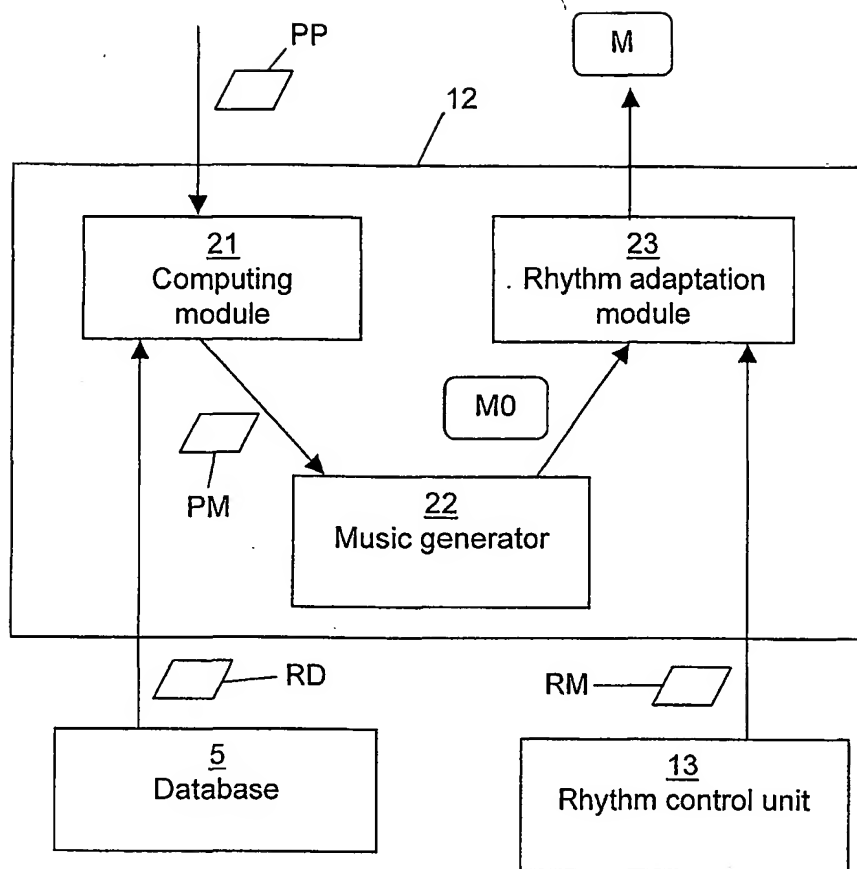 PP
M
12
21
Computing
module
23
Rhythm adaptation
module
M0
PM
22
Music generator
RD
RM
5
Database
13
Rhythm control unit